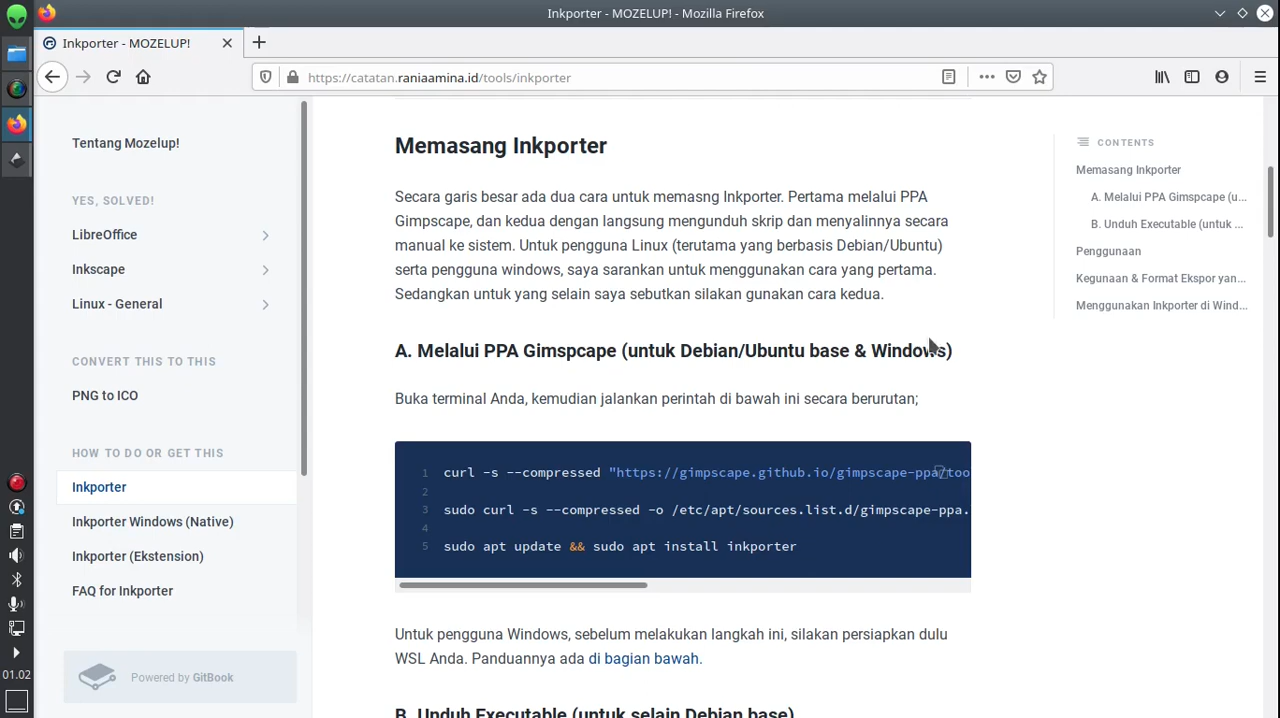 Inkporter - MOZELUP! - Mozilla Firefox
Inkporter - MOZELUP!
https://catatan.raniaamina.id/tools/inkporter
Tentang Mozelup!
YES, SOLVED!
LibreOffice
Inkscape
Linux - General
CONVERT THIS TO THIS
PNG to ICO
HOW TO DO OR GET THIS
Inkporter
Inkporter Windows (Native)
Inkporter (Ekstension)
FAQ for Inkporter
Powered by GitBook
01.02
Memasang Inkporter
Secara garis besar ada dua cara untuk memasng Inkporter. Pertama melalui PPA
Gimpscape, dan kedua dengan langsung mengunduh skrip dan menyalinnya secara
manual ke sistem. Untuk pengguna Linux (terutama yang berbasis Debian/Ubuntu)
serta pengguna windows, saya sarankan untuk menggunakan cara yang pertama.
Sedangkan untuk yang selain saya sebutkan silakan gunakan cara kedua.
A. Melalui PPA Gimspcape (untuk Debian/Ubuntu base & Windows)
Buka terminal Anda, kemudian jalankan perintah di bawah ini secara berurutan;
1 curl -s --compressed "https://gimpscape.github.io/gimpscape-ppa/too
2
3 sudo curl -s --compressed -o /etc/apt/sources.list.d/gimpscape-ppa.
4
5 sudo apt update && sudo apt install inkporter
Untuk pengguna Windows, sebelum melakukan langkah ini, silakan persiapkan dulu
WSL Anda. Panduannya ada di bagian bawah.
B. Unduh Executable (untuk selain Debian base)
CONTENTS
Memasang Inkporter
A. Melalui PPA Gimspcape (u...
B. Unduh Executable (untuk ...
Penggunaan
Kegunaan & Format Ekspor yan...
Menggunakan Inkporter di Wind...